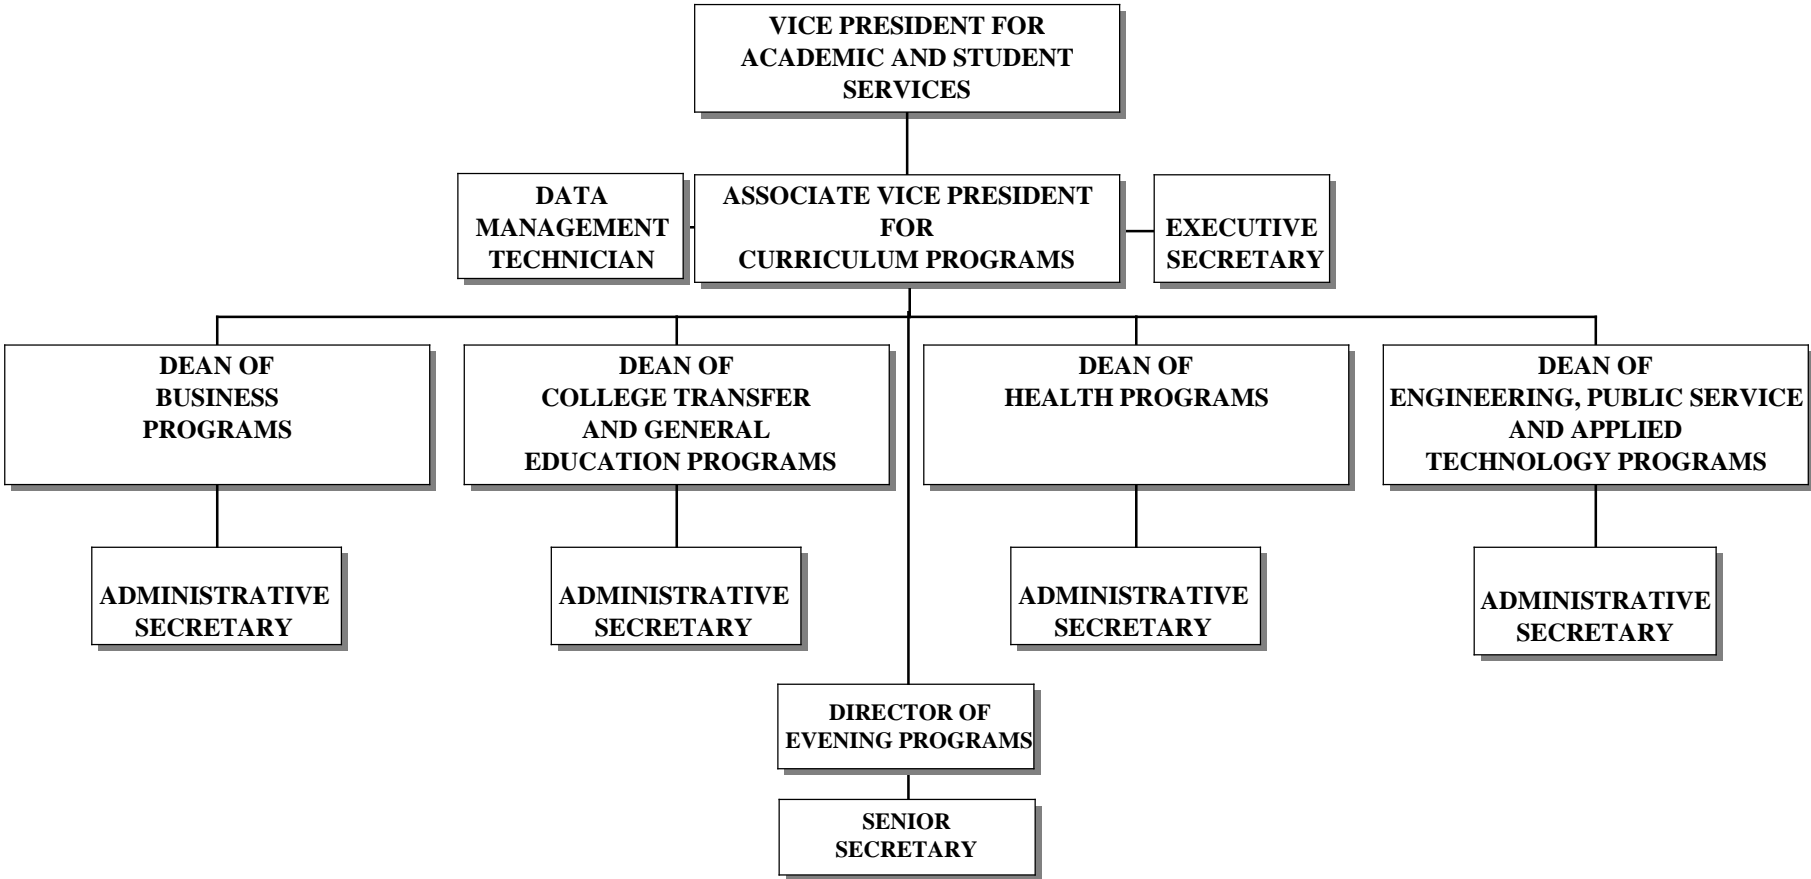 VICE PRESIDENT FOR
ACADEMIC AND STUDENT
SERVICES
DATA
MANAGEMENT
TECHNICIAN
ASSOCIATE VICE PRESIDENT
FOR
CURRICULUM PROGRAMS
EXECUTIVE
SECRETARY
DEAN OF
BUSINESS
PROGRAMS
DEAN OF
COLLEGE TRANSFER
AND GENERAL
EDUCATION PROGRAMS
DEAN OF
HEALTH PROGRAMS
DEAN OF
ENGINEERING, PUBLIC SERVICE
AND APPLIED
TECHNOLOGY PROGRAMS
ADMINISTRATIVE
SECRETARY
ADMINISTRATIVE
SECRETARY
ADMINISTRATIVE
SECRETARY
ADMINISTRATIVE
SECRETARY
DIRECTOR OF
EVENING PROGRAMS
SENIOR
SECRETARY